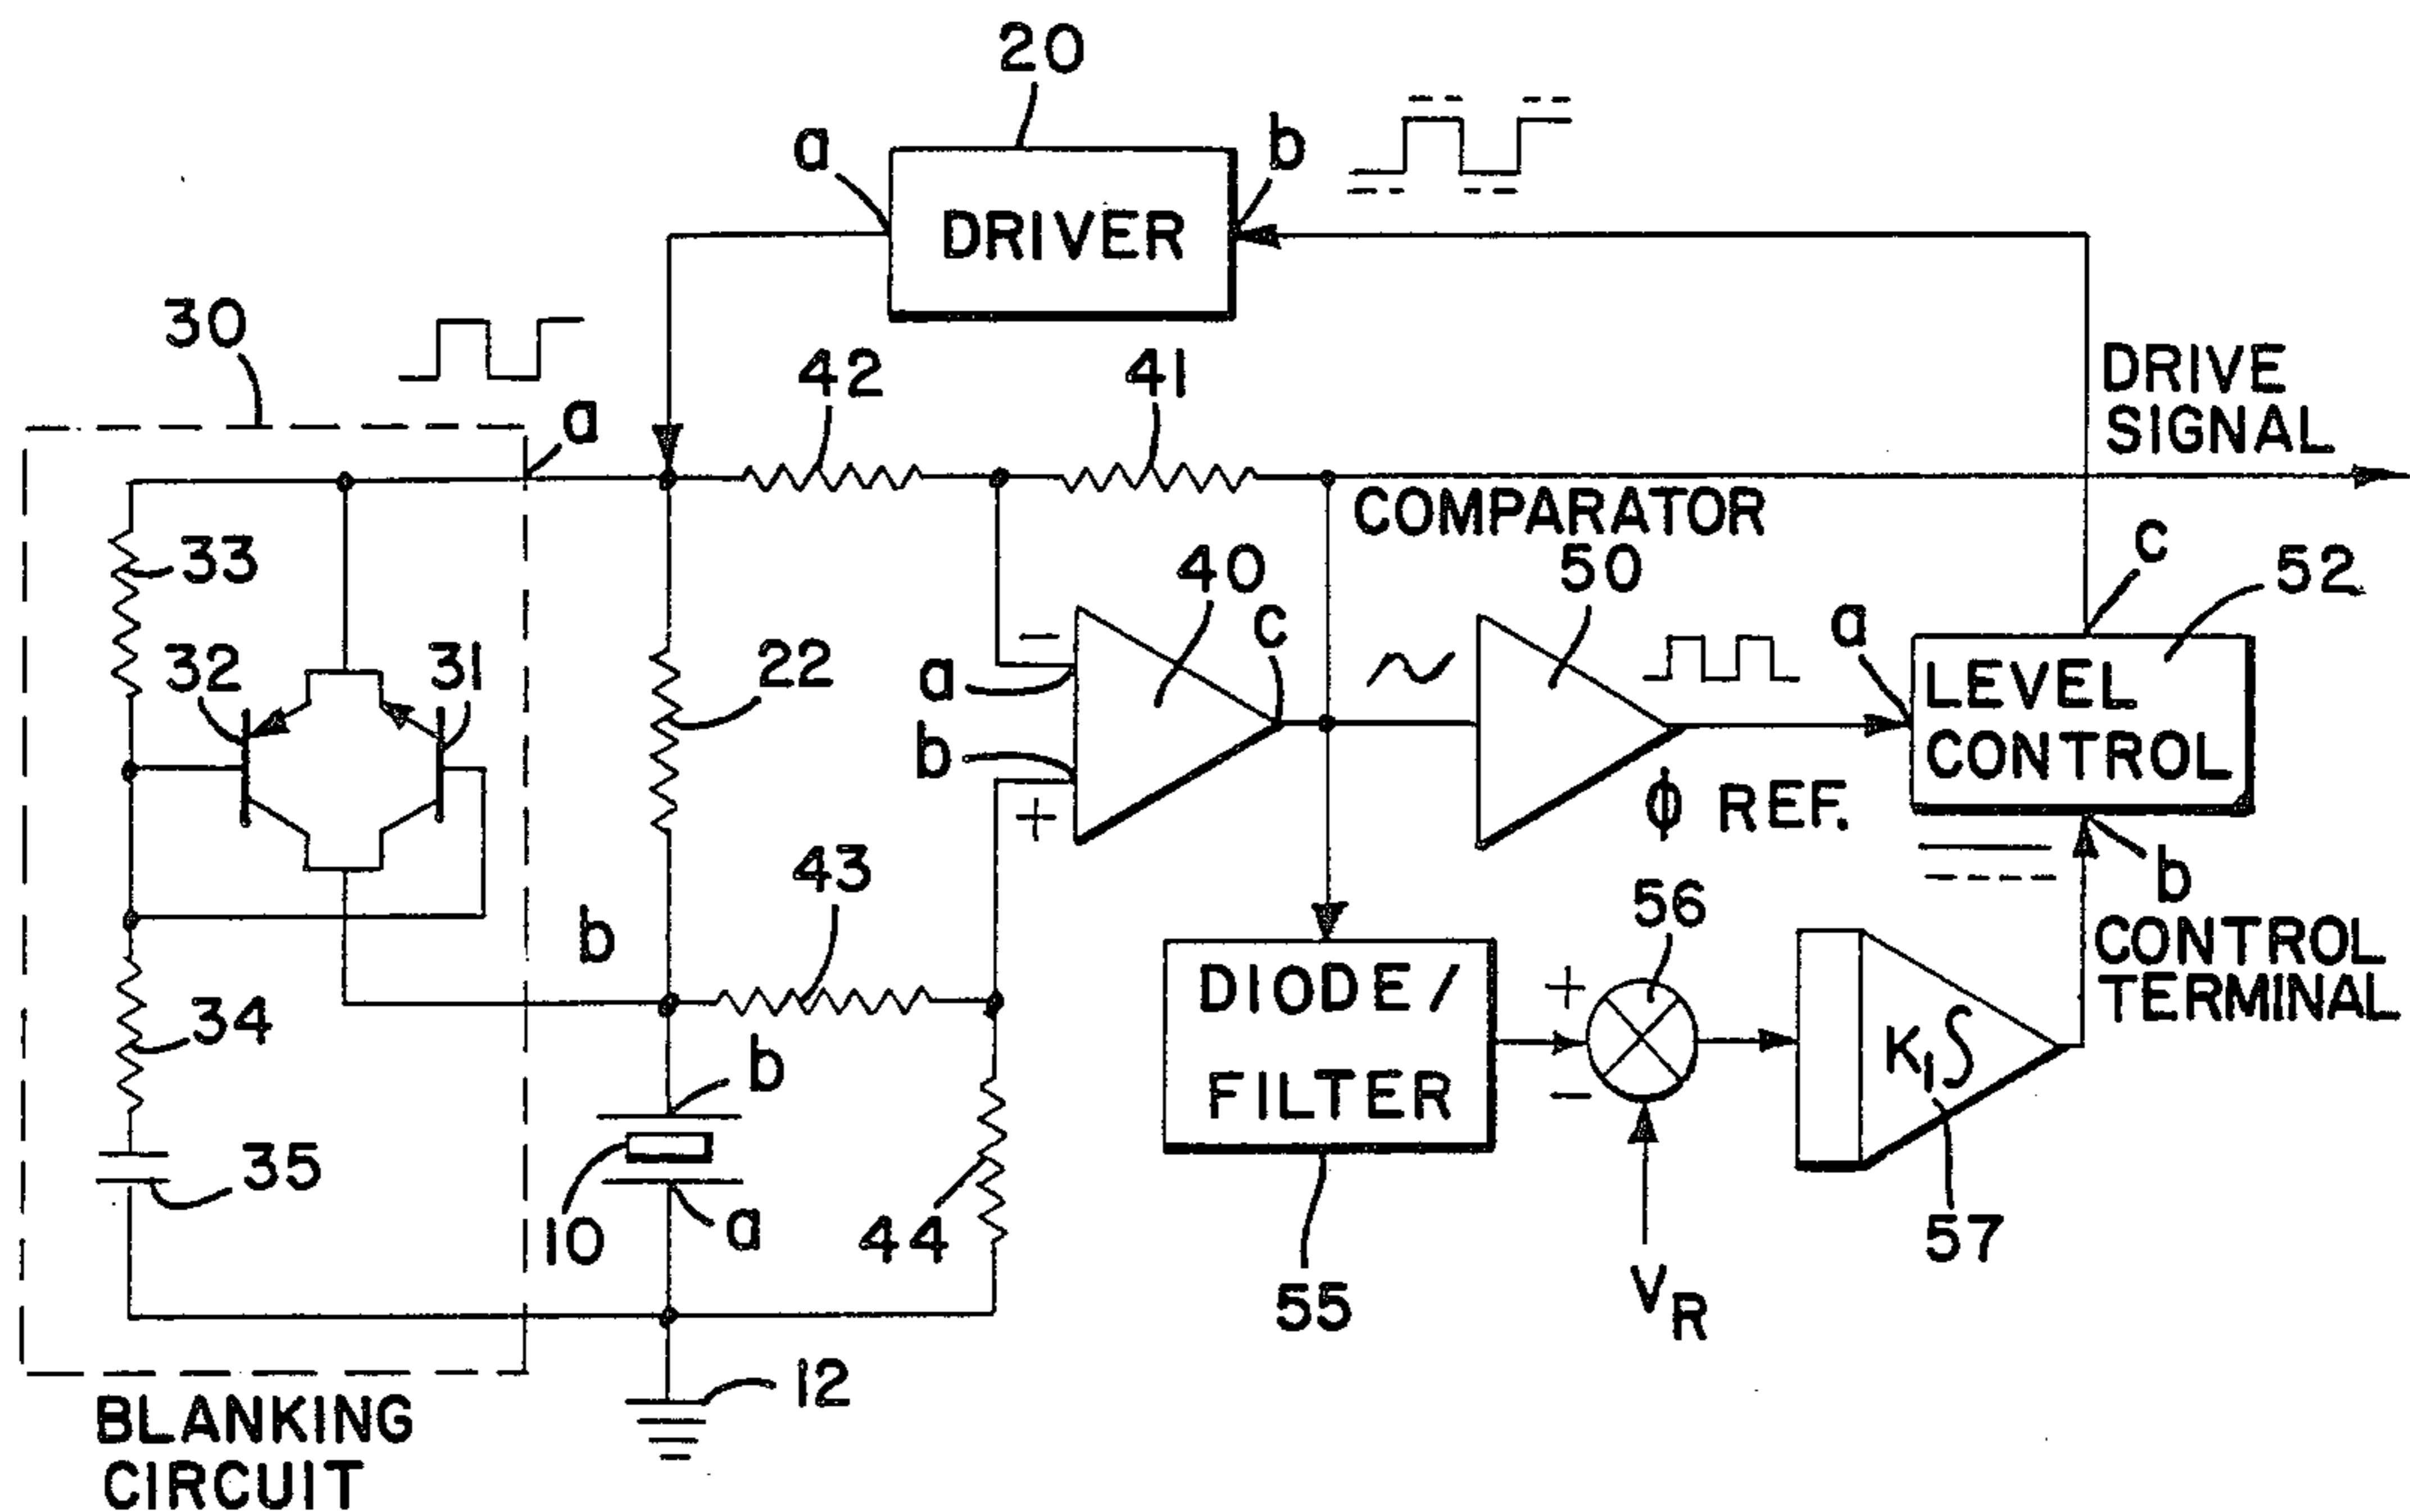 20
a
b
DRIVER
30
42
41
DRIVE
SIGNAL
a
COMPARATOR
33
40
50
c
c
52
32
31
22
a
−
a
LEVEL
CONTROL
b
+
ϕ REF.
43
b
b
CONTROL
TERMINAL
56
34
DIODE/
FILTER
+
−
K1∫
b
35
10
a
44
57
55
VR
12
BLANKING
CIRCUIT